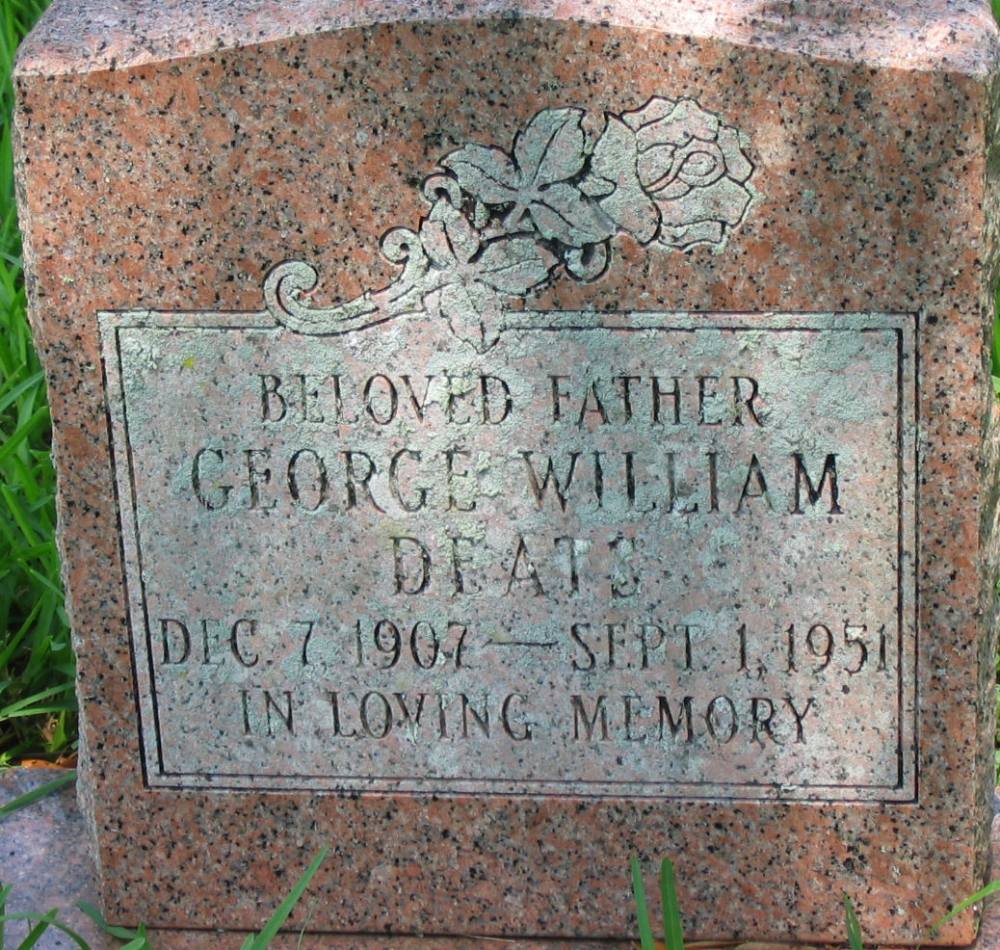 BELOVED FATHER
GEORGE WILLIAM
DEATS
DEC. 7, 1907 — SEPT. 1, 1951
IN LOVING MEMORY